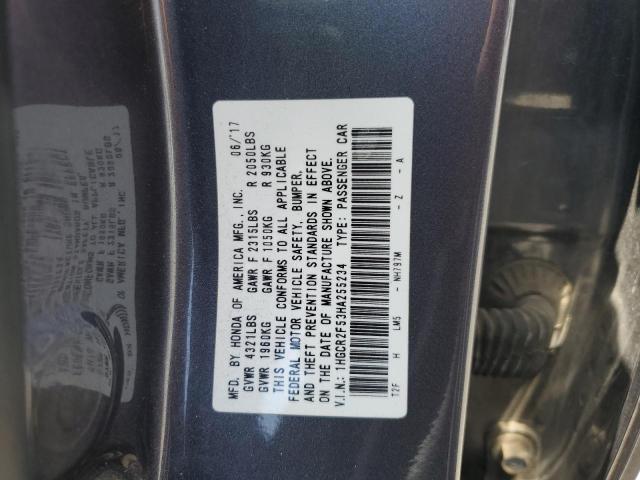 MFD. BY HONDA OF AMERICA MFG., INC. 06/'17
GVWR 4321LBS GAWR F 2315LBS R 2050LBS
GVWR 1960KG GAWR F 1050KG R 930KG
THIS VEHICLE CONFORMS TO ALL APPLICABLE
FEDERAL MOTOR VEHICLE SAFETY, BUMPER,
AND THEFT PREVENTION STANDARDS IN EFFECT
ON THE DATE OF MANUFACTURE SHOWN ABOVE.
V.I.N.: 1HGCR2F53HA255234 TYPE: PASSENGER CAR
T2F H LM5 - NH797M - Z - A